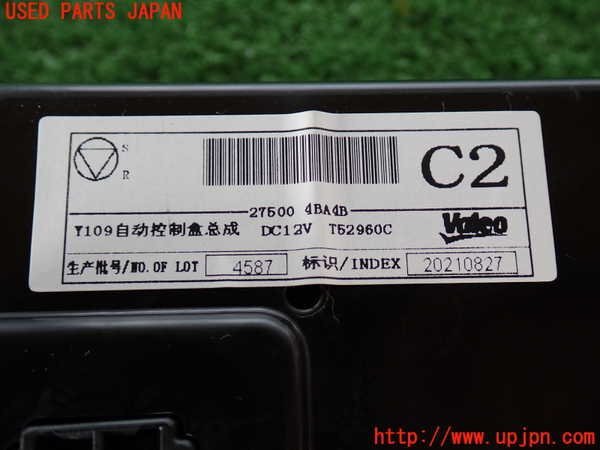 USED PARTS JAPAN
S
R
C2
27500 4BA4B
Y109自动控制盒总成 DC12V T52960C Valeo
生产批号/NO.OF LOT 4587 标识/INDEX 20210827
http://www.upjpn.com/